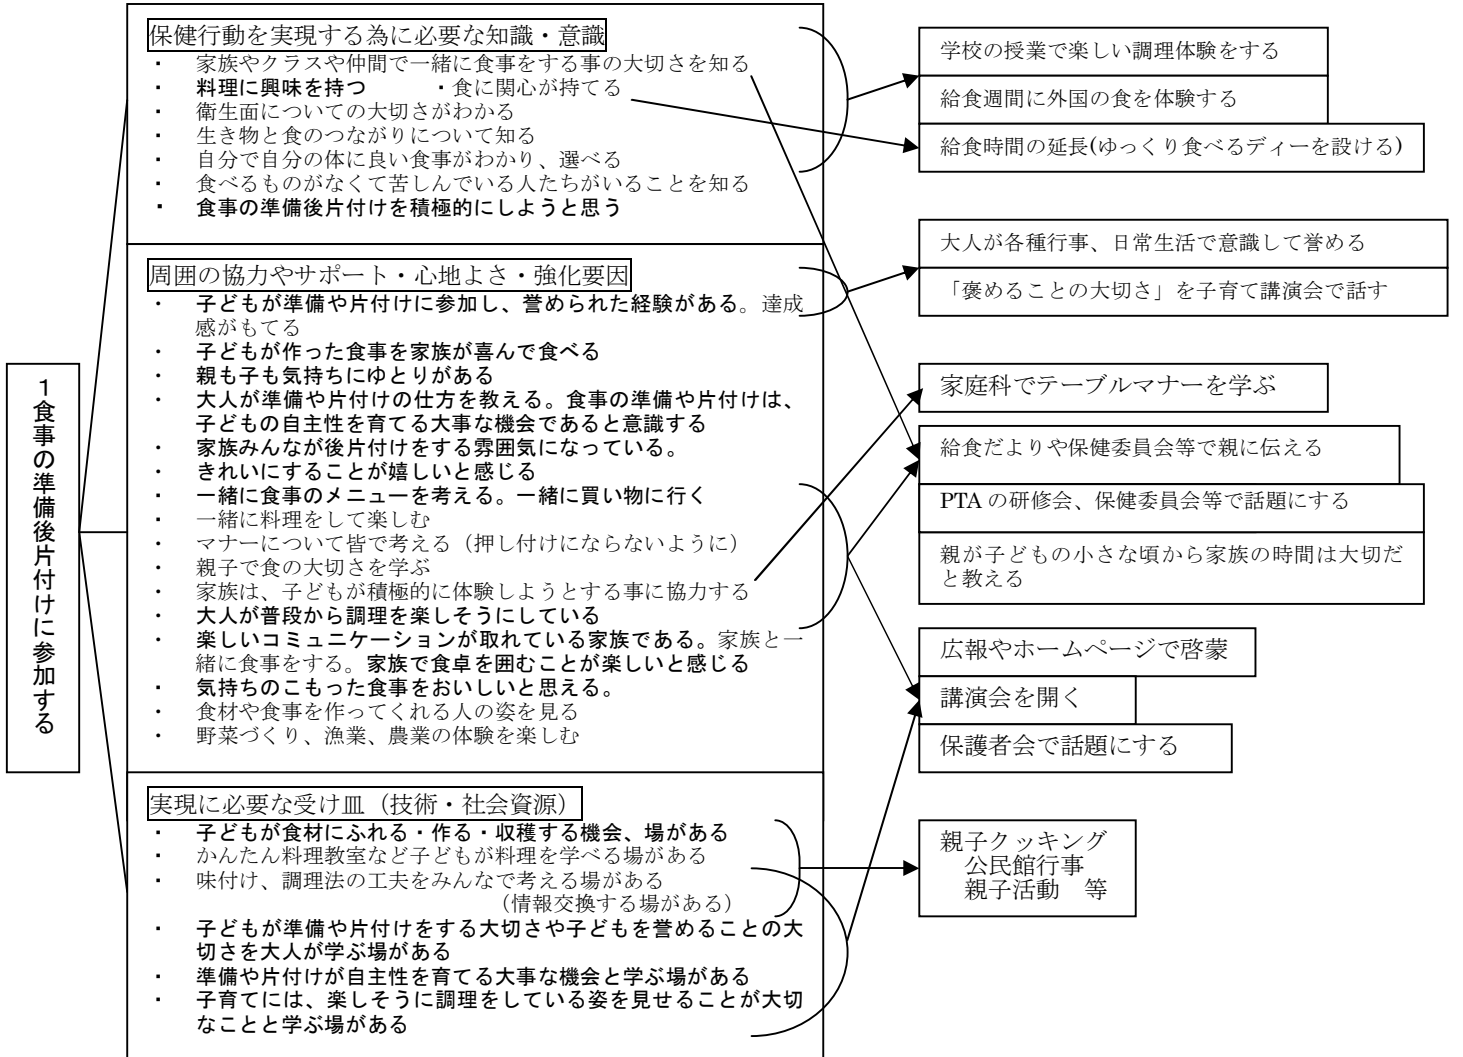 1食事の準備後片付けに参加する
保健行動を実現する為に必要な知識・意識
・ 家族やクラスや仲間で一緒に食事をする事の大切さを知る
・ 料理に興味を持つ ・食に関心が持てる
・ 衛生面についての大切さがわかる
・ 生き物と食のつながりについて知る
・ 自分で自分の体に良い食事がわかり、選べる
・ 食べるものがなくて苦しんでいる人たちがいることを知る
・ 食事の準備後片付けを積極的にしようと思う
周囲の協力やサポート・心地よさ・強化要因
・ 子どもが準備や片付けに参加し、誉められた経験がある。達成
感がもてる
・ 子どもが作った食事を家族が喜んで食べる
・ 親も子も気持ちにゆとりがある
・ 大人が準備や片付けの仕方を教える。食事の準備や片付けは、
子どもの自主性を育てる大事な機会であると意識する
・ 家族みんなが後片付けをする雰囲気になっている。
・ きれいにすることが嬉しいと感じる
・ 一緒に食事のメニューを考える。一緒に買い物に行く
・ 一緒に料理をして楽しむ
・ マナーについて皆で考える（押し付けにならないように）
・ 親子で食の大切さを学ぶ
・ 家族は、子どもが積極的に体験しようとする事に協力する
・ 大人が普段から調理を楽しそうにしている
・ 楽しいコミュニケーションが取れている家族である。家族と一
緒に食事をする。家族で食卓を囲むことが楽しいと感じる
・ 気持ちのこもった食事をおいしいと思える。
・ 食材や食事を作ってくれる人の姿を見る
・ 野菜づくり、漁業、農業の体験を楽しむ
実現に必要な受け皿（技術・社会資源）
・ 子どもが食材にふれる・作る・収穫する機会、場がある
・ かんたん料理教室など子どもが料理を学べる場がある
・ 味付け、調理法の工夫をみんなで考える場がある
（情報交換する場がある）
・ 子どもが準備や片付けをする大切さや子どもを誉めることの大
切さを大人が学ぶ場がある
・ 準備や片付けが自主性を育てる大事な機会と学ぶ場がある
・ 子育てには、楽しそうに調理をしている姿を見せることが大切
なことと学ぶ場がある
学校の授業で楽しい調理体験をする
給食週間に外国の食を体験する
給食時間の延長(ゆっくり食べるディーを設ける)
大人が各種行事、日常生活で意識して誉める
「褒めることの大切さ」を子育て講演会で話す
家庭科でテーブルマナーを学ぶ
給食だよりや保健委員会等で親に伝える
PTA の研修会、保健委員会等で話題にする
親が子どもの小さな頃から家族の時間は大切だ
と教える
広報やホームページで啓蒙
講演会を開く
保護者会で話題にする
親子クッキング
公民館行事
親子活動 等